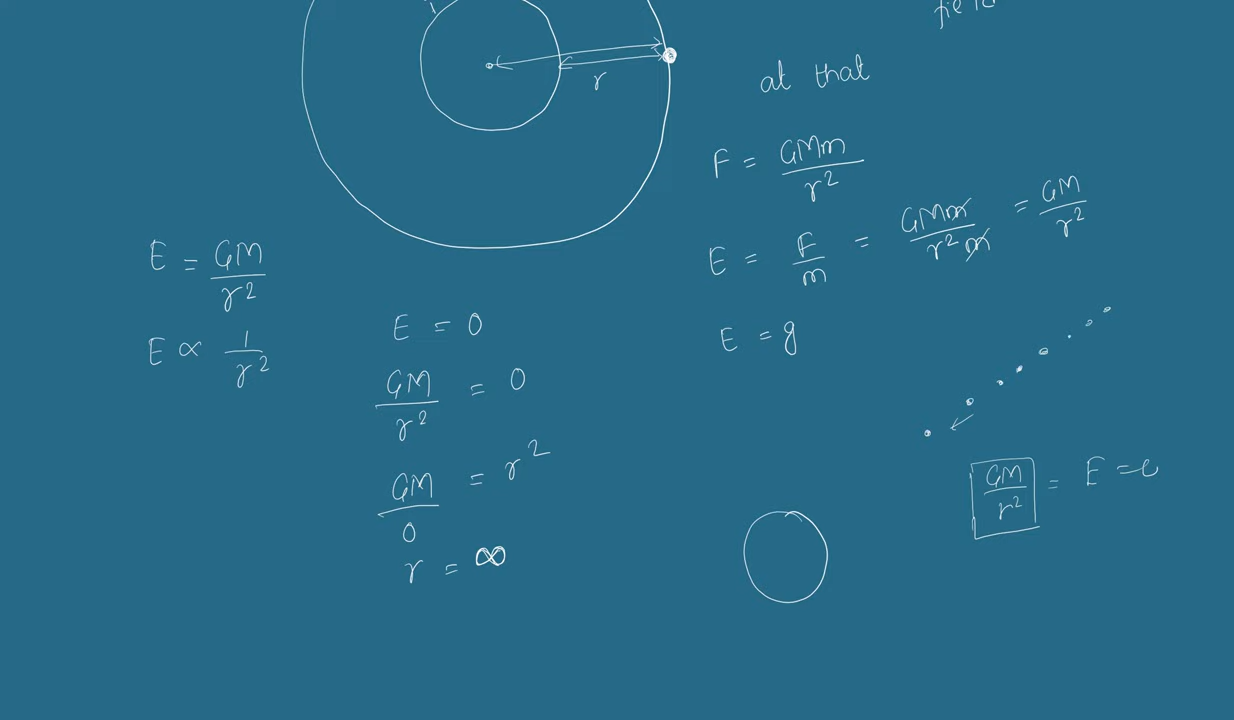 at that
r
F = GMm/r²
E = F/m = GMm/r²m = GM/r²
E = g
E = GM/r²
E ∝ 1/r²
E = 0
GM/r² = 0
GM/0 = r²
r = ∞
GM/r² = E =